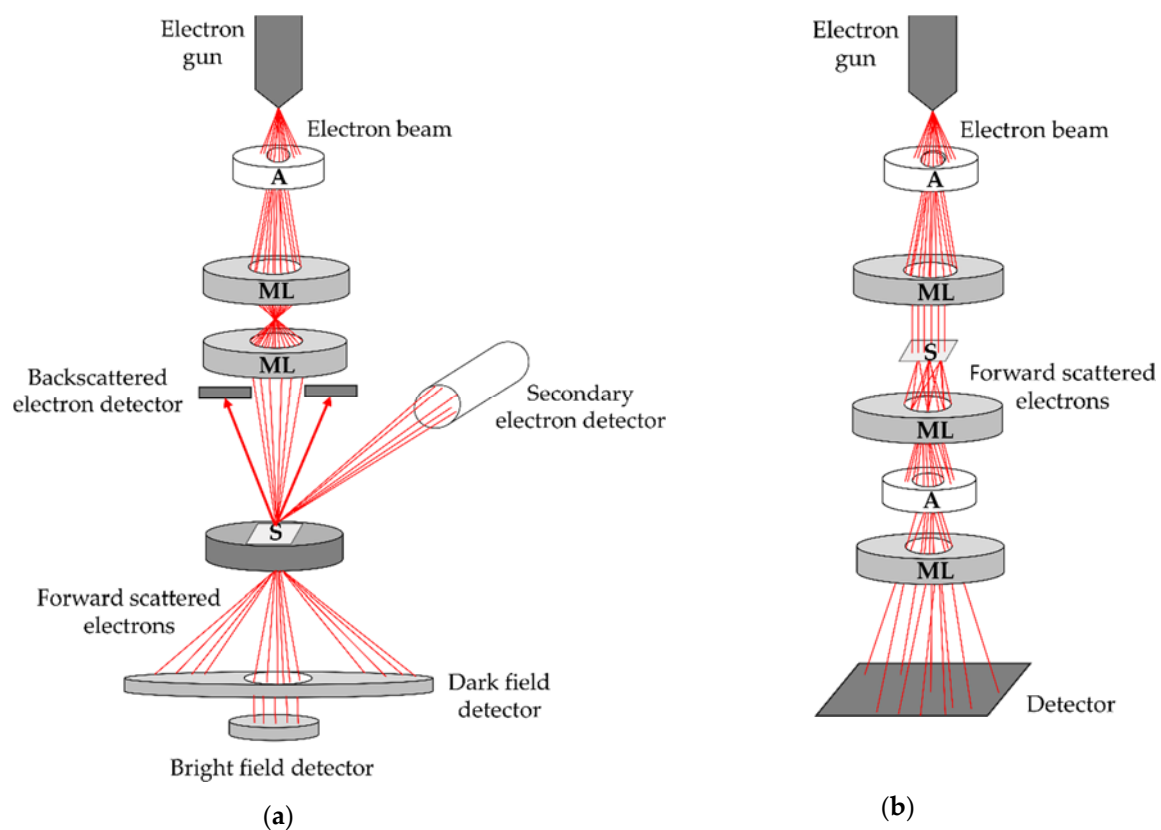 Electron
gun
Electron beam
A
ML
ML
Backscattered
electron detector
Secondary
electron detector
S
Forward scattered
electrons
Dark field
detector
Bright field detector
(a)
Electron
gun
Electron beam
A
ML
S
Forward scattered
electrons
ML
A
ML
Detector
(b)